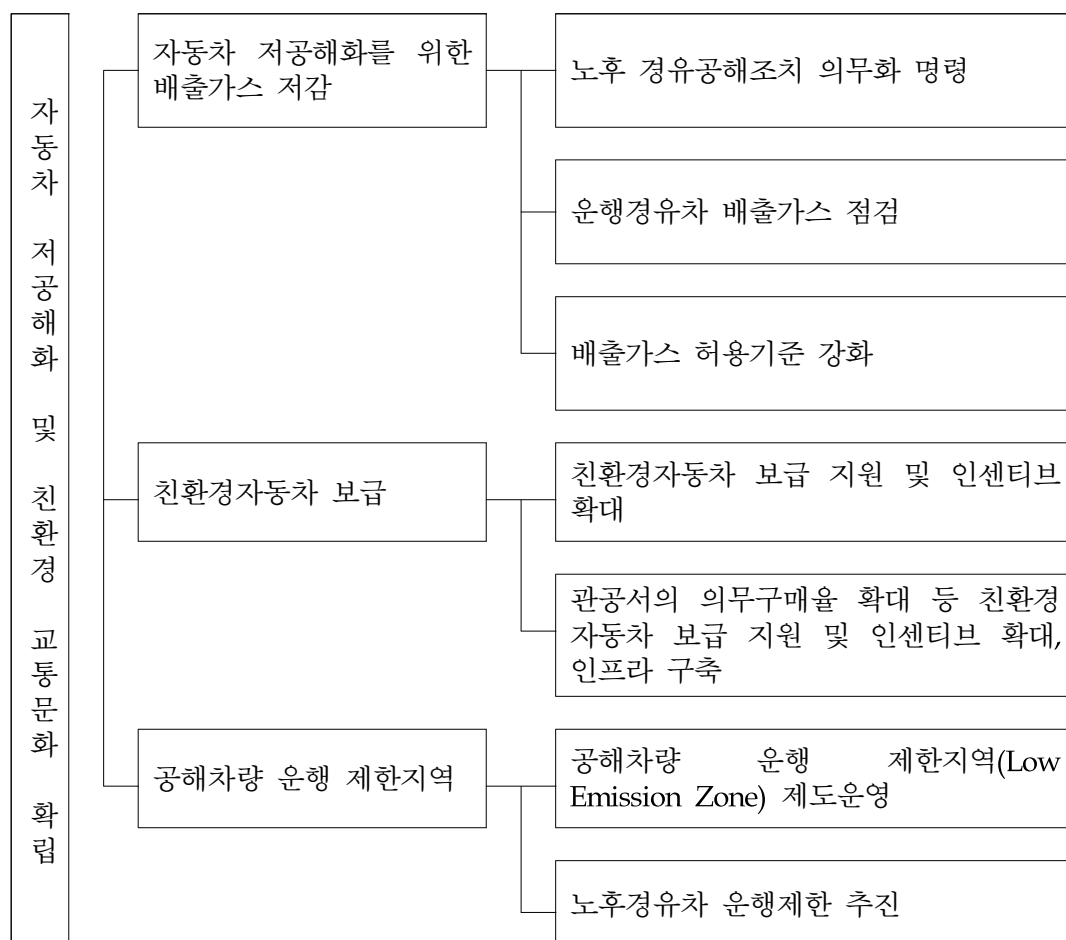 자동차 저공해화 및 친환경 교통문화 확립
자동차 저공해화를 위한
배출가스 저감
노후 경유공해조치 의무화 명령
운행경유차 배출가스 점검
배출가스 허용기준 강화
친환경자동차 보급
친환경자동차 보급 지원 및 인센티브
확대
관공서의 의무구매율 확대 등 친환경
자동차 보급 지원 및 인센티브 확대,
인프라 구축
공해차량 운행 제한지역
공해차량 운행 제한지역(Low
Emission Zone) 제도운영
노후경유차 운행제한 추진